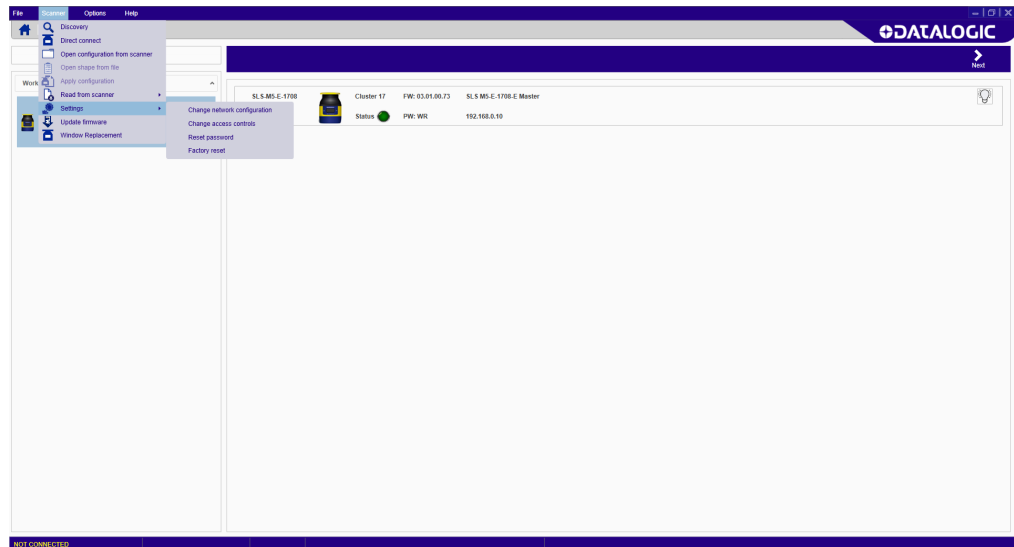 File Scanner Options Help
DATALOGIC
Discovery
Direct connect
Open configuration from scanner
Open shape from file
Apply configuration
Read from scanner
Settings
Update firmware
Window Replacement
Change network configuration
Change access controls
Reset password
Factory reset
Next
Work
SLS-M5-E-1708 Cluster 17 FW: 03.01.00.73 SLS M5-E-1708-E Master
Status PW: WR 192.168.0.10
NOT CONNECTED